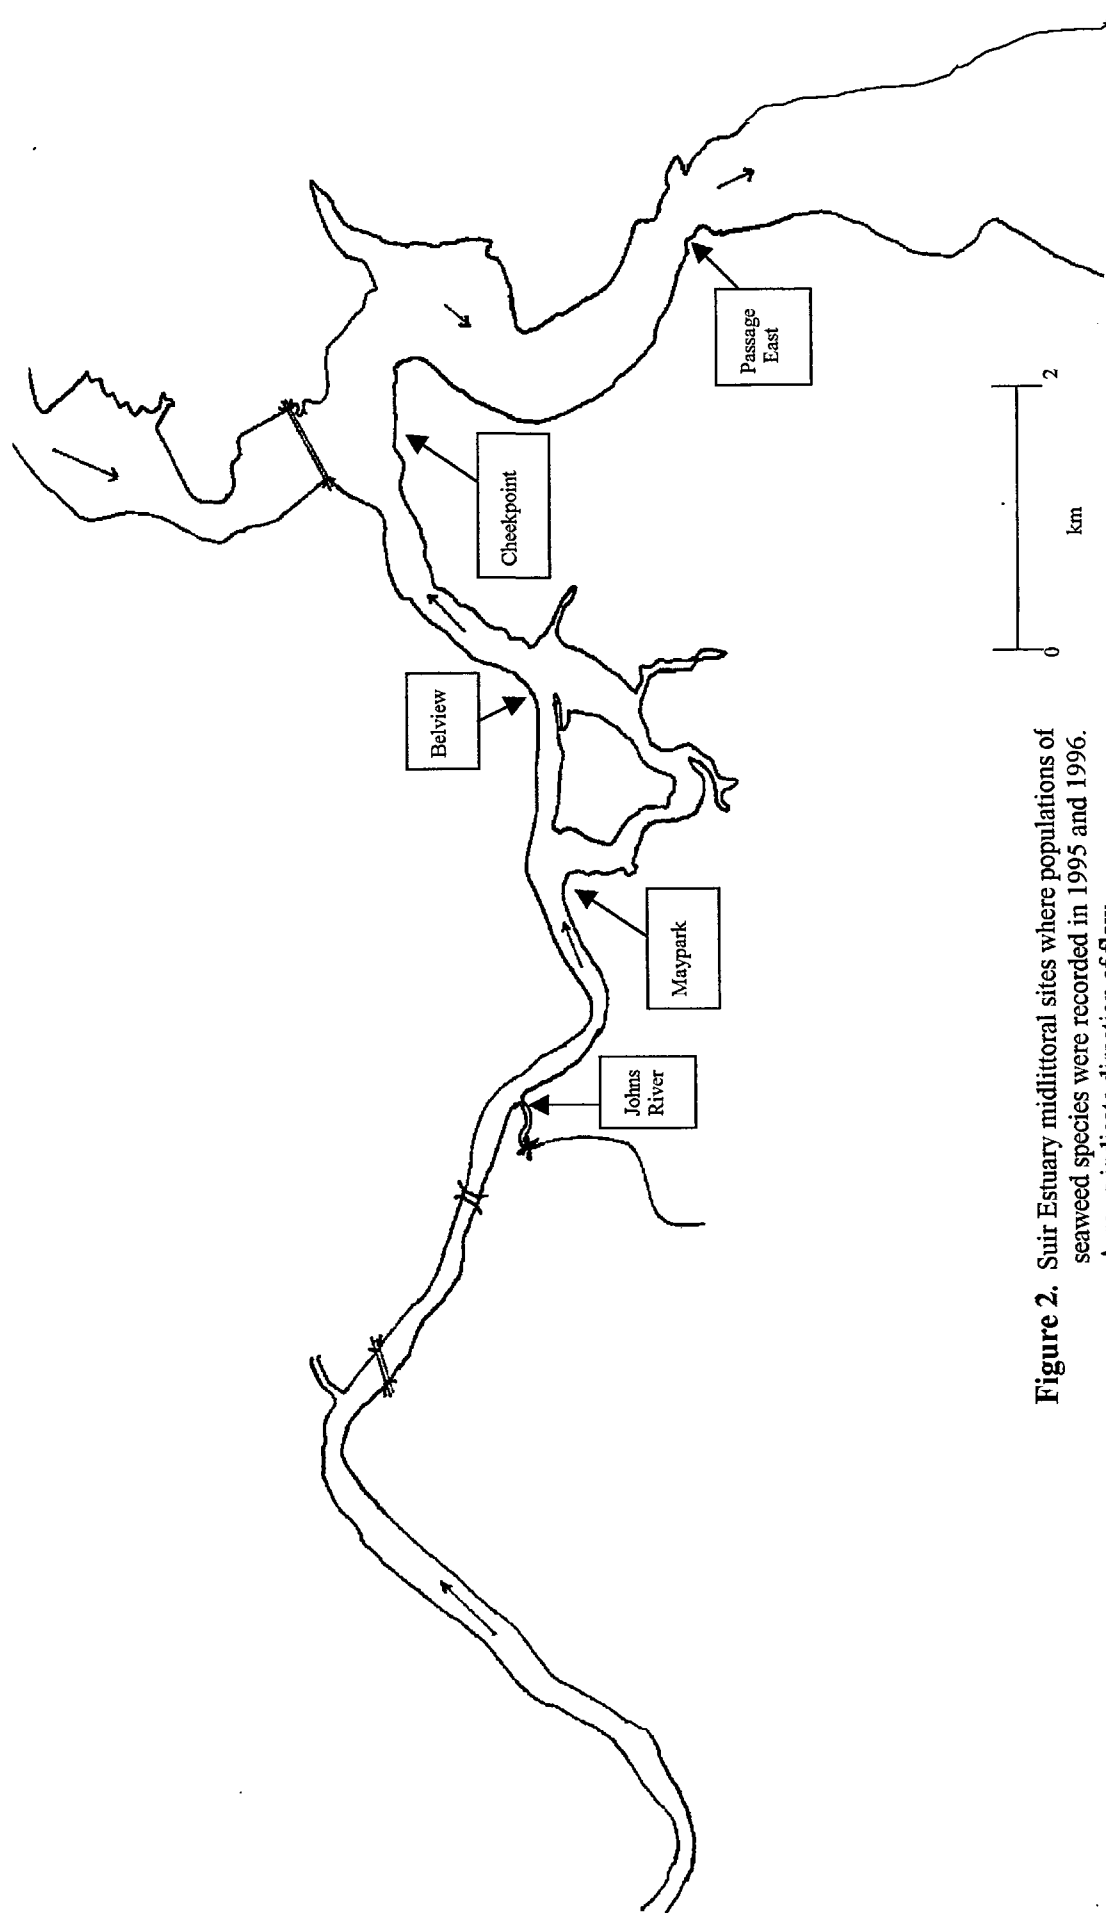 Belview
Cheekpoint
Passage
East
Johns
River
Maypark
0
2
km
Figure 2. Suir Estuary midlittoral sites where populations of
seaweed species were recorded in 1995 and 1996.